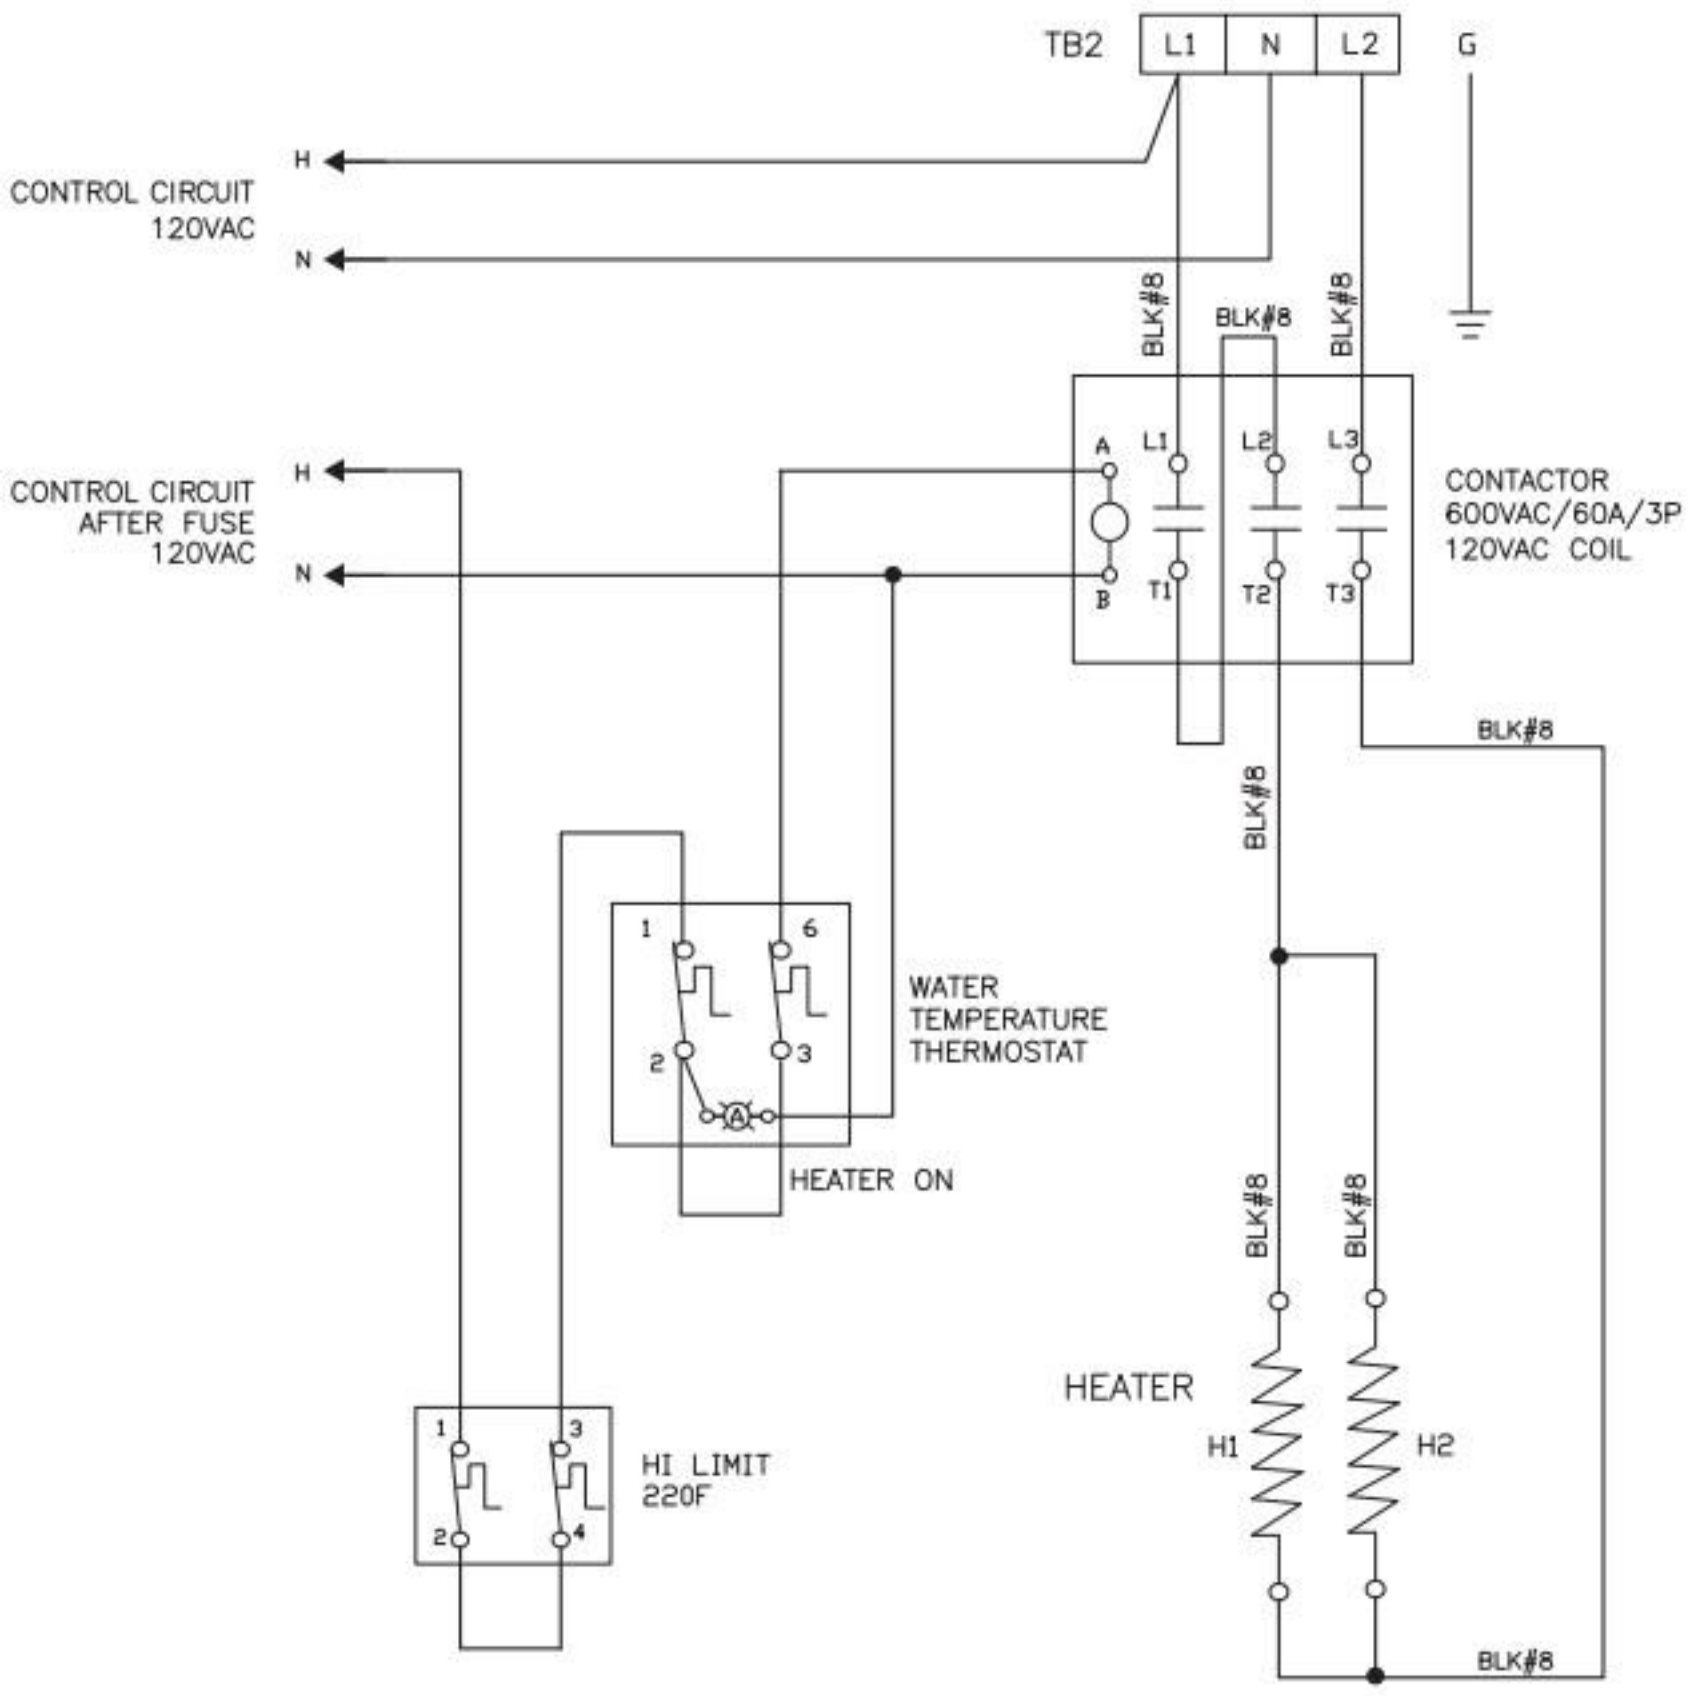 TB2 L1 N L2 G
H
CONTROL CIRCUIT
120VAC
N
BLK#8
BLK#8
BLK#8
A L1 L2 L3
H
CONTROL CIRCUIT
AFTER FUSE
120VAC
N
CONTACTOR
600VAC/60A/3P
120VAC COIL
B T1 T2 T3
BLK#8
BLK#8
1 6
WATER
TEMPERATURE
THERMOSTAT
2 3
A
HEATER ON
BLK#8
BLK#8
HEATER
H1 H2
1 3
HI LIMIT
220F
2 4
BLK#8